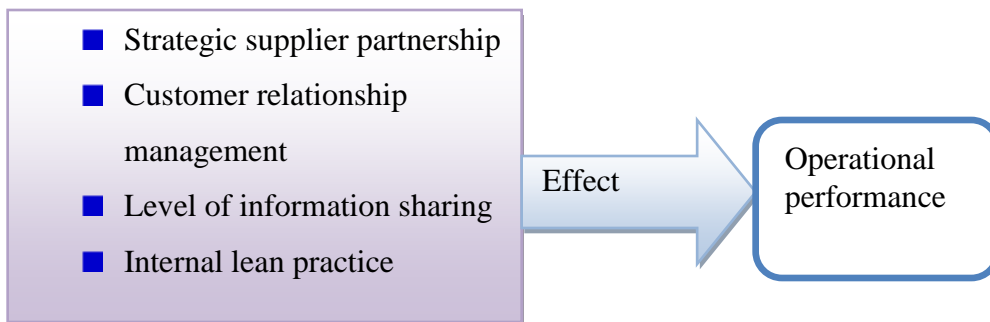 Strategic supplier partnership
Customer relationship
management
Level of information sharing
Internal lean practice
Effect
Operational
performance